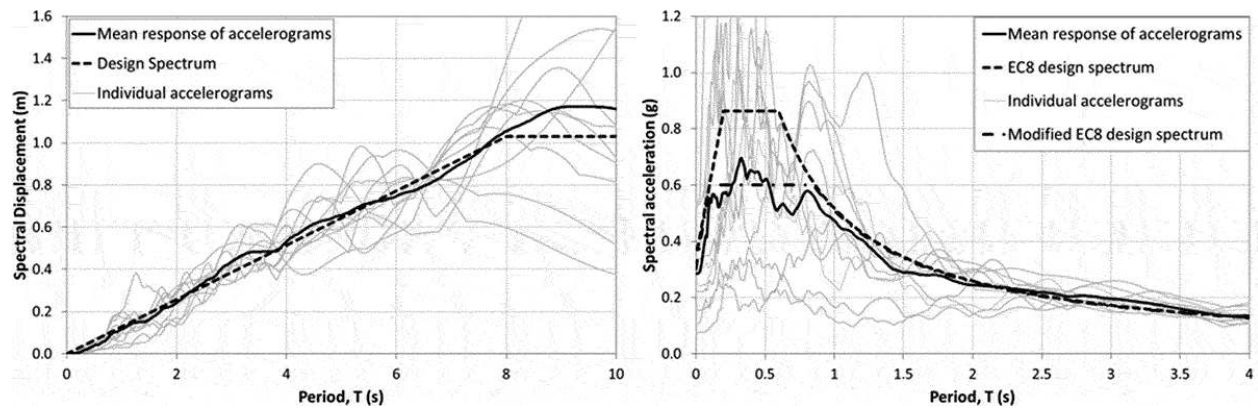 Spectral Displacement (m)
1.6
1.4
1.2
1.0
0.8
0.6
0.4
0.2
0.0
Mean response of accelerograms
Design Spectrum
Individual accelerograms
0 2 4 6 8 10
Period, T (s)
Spectral acceleration (g)
1.2
1.0
0.8
0.6
0.4
0.2
0.0
Mean response of accelerograms
EC8 design spectrum
Individual accelerograms
Modified EC8 design spectrum
0 0.5 1 1.5 2 2.5 3 3.5 4
Period, T (s)